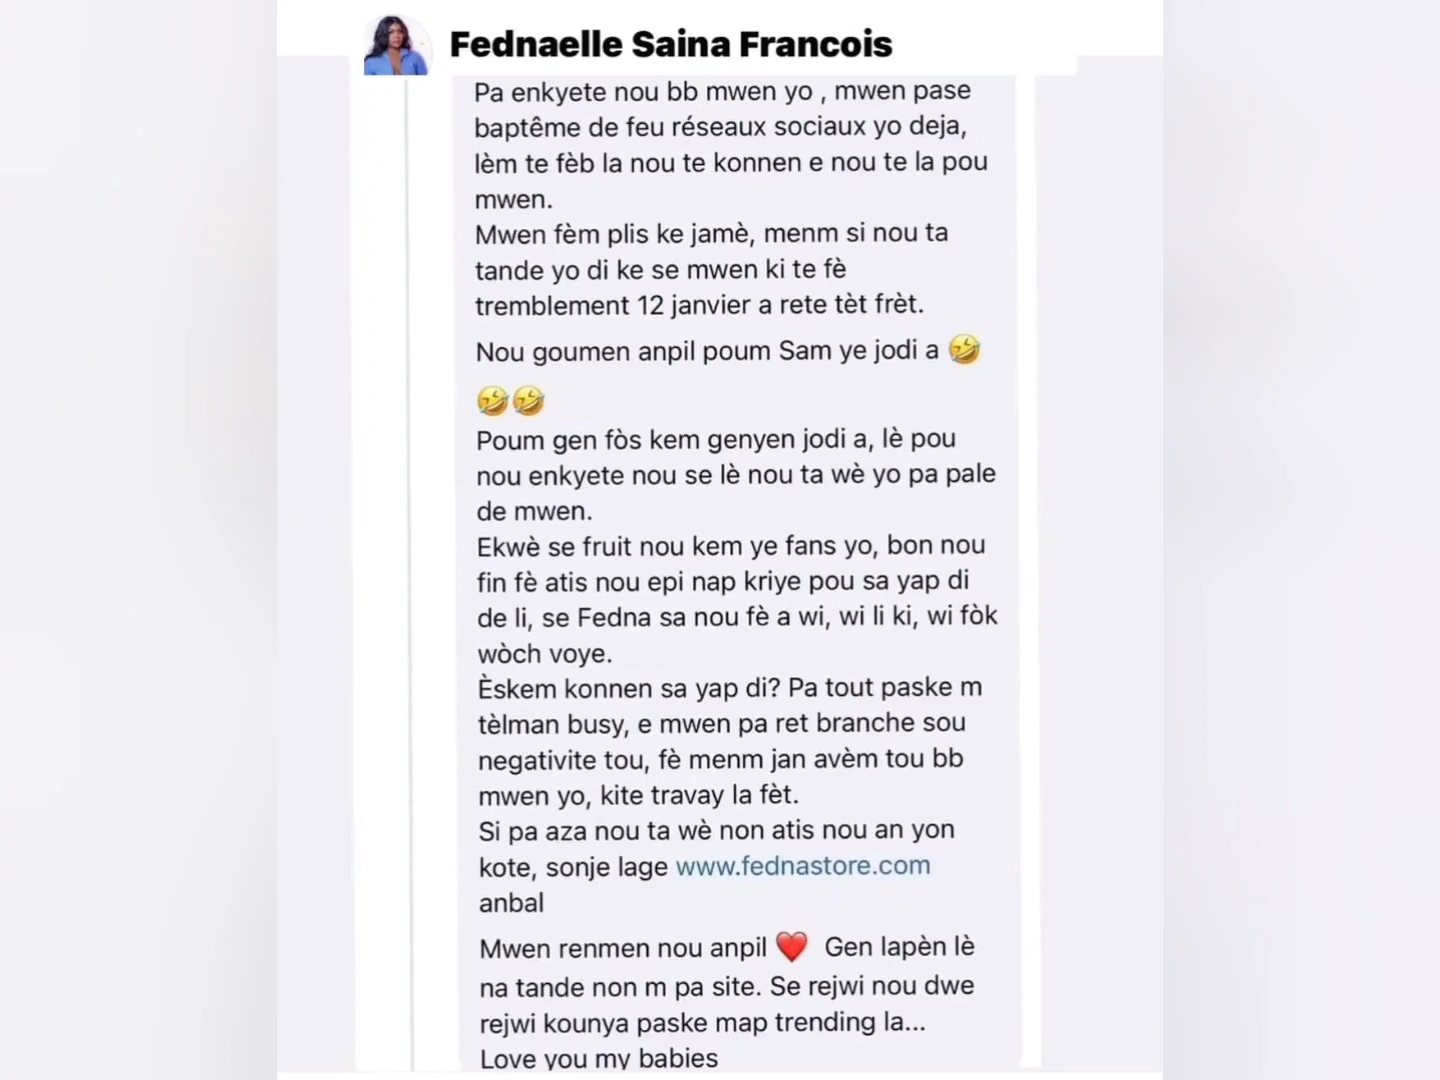 Fednaelle Saina Francois
Pa enkyete nou bb mwen yo , mwen pase
baptême de feu réseaux sociaux yo deja,
lèm te fèb la nou te konnen e nou te la pou
mwen.
Mwen fèm plis ke jamè, menm si nou ta
tande yo di ke se mwen ki te fè
tremblement 12 janvier a rete tèt frèt.
Nou goumen anpil poum Sam ye jodi a 🤣
🤣🤣
Poum gen fòs kem genyen jodi a, lè pou
nou enkyete nou se lè nou ta wè yo pa pale
de mwen.
Ekwè se fruit nou kem ye fans yo, bon nou
fin fè atis nou epi nap kriye pou sa yap di
de li, se Fedna sa nou fè a wi, wi li ki, wi fòk
wòch voye.
Èskem konnen sa yap di? Pa tout paske m
tèlman busy, e mwen pa ret branche sou
negativite tou, fè menm jan avèm tou bb
mwen yo, kite travay la fèt.
Si pa aza nou ta wè non atis nou an yon
kote, sonje lage www.fednastore.com
anbal
Mwen renmen nou anpil ❤️ Gen lapèn lè
na tande non m pa site. Se rejwi nou dwe
rejwi kounya paske map trending la...
Love you my babies